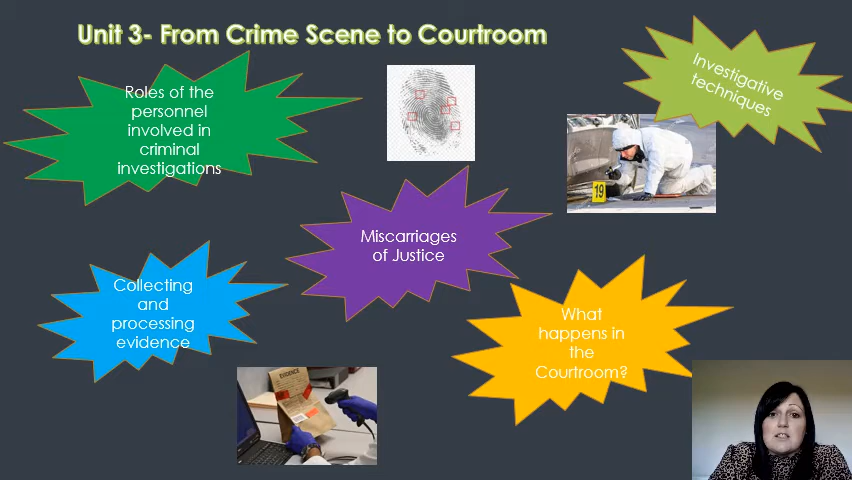 Unit 3- From Crime Scene to Courtroom
Roles of the
personnel
involved in
criminal
investigations
Investigative
techniques
19
Miscarriages
of Justice
Collecting
and
processing
evidence
What
happens in
the
Courtroom?
EVIDENCE